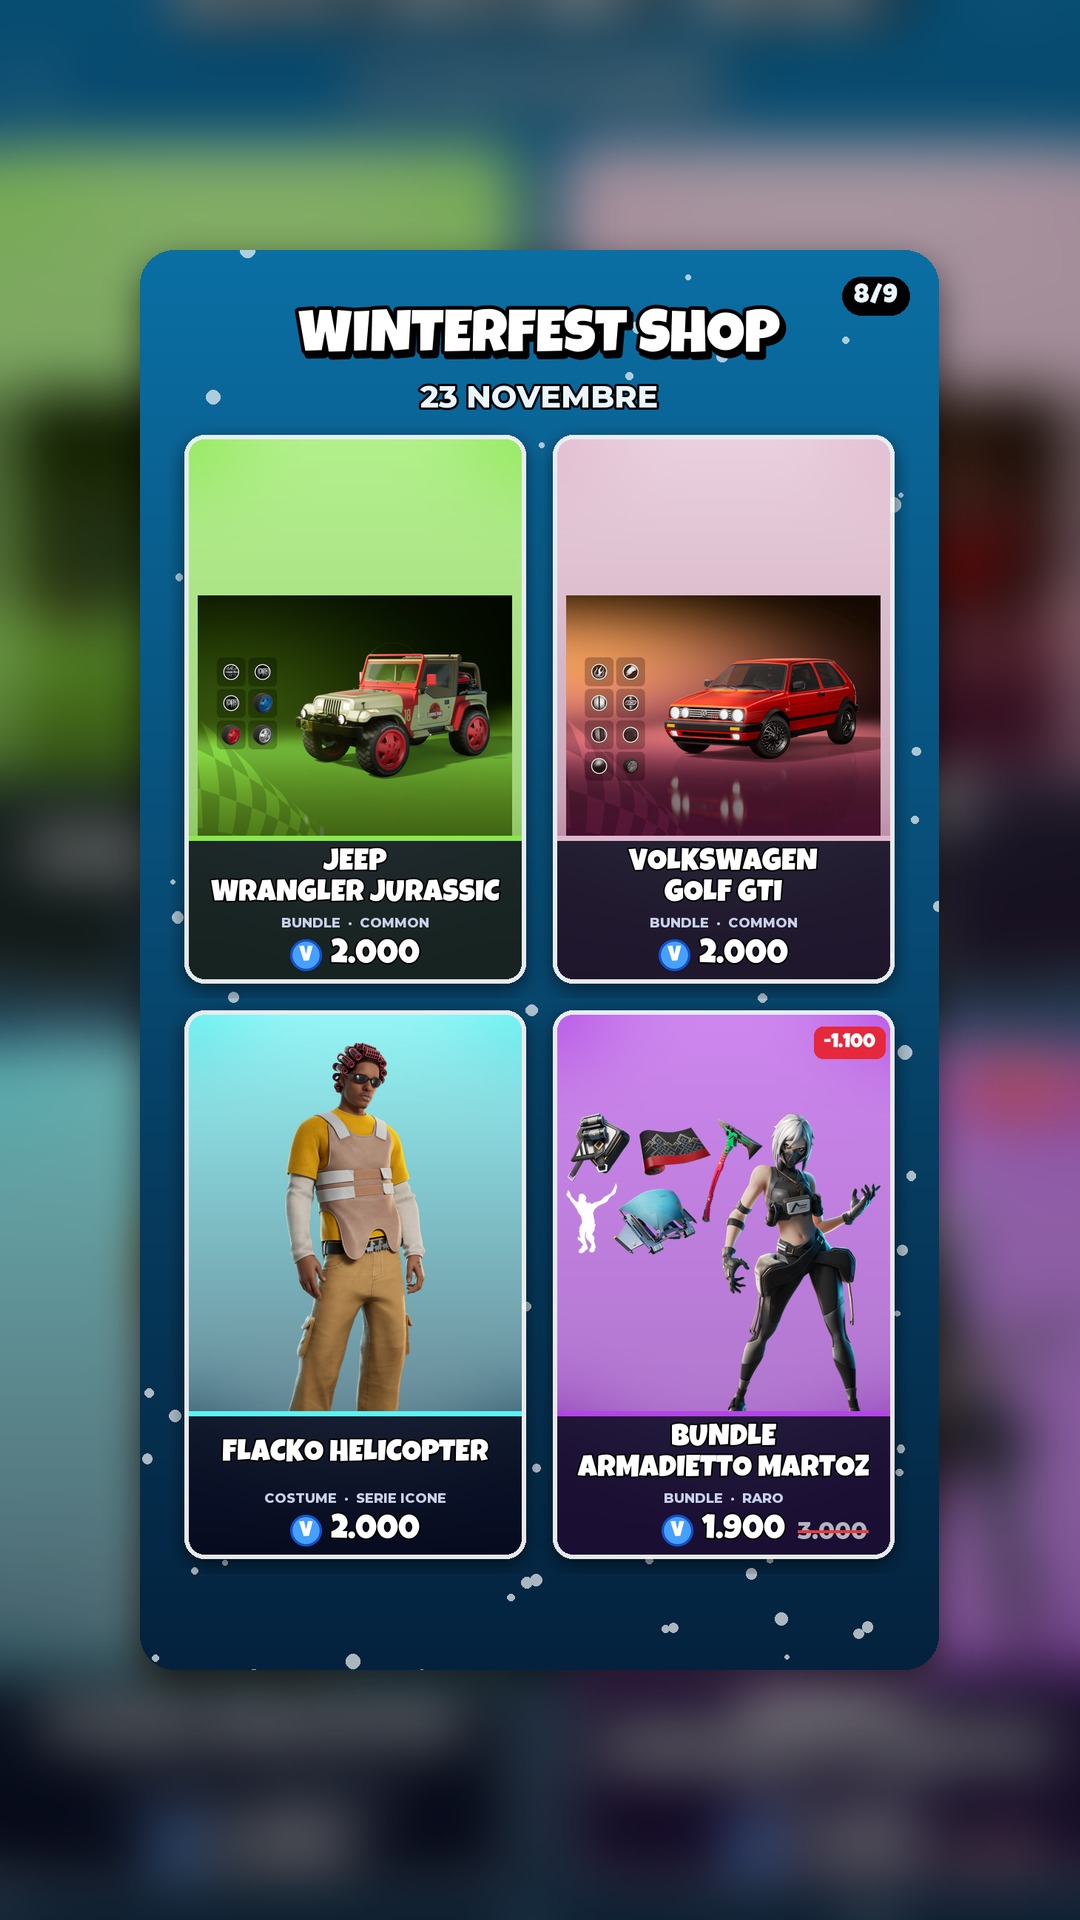 8/9
WINTERFEST SHOP
23 NOVEMBRE
JEEP
WRANGLER JURASSIC
BUNDLE · COMMON
V 2.000
VOLKSWAGEN
GOLF GTI
BUNDLE · COMMON
V 2.000
FLACKO HELICOPTER
COSTUME · SERIE ICONE
V 2.000
-1.100
BUNDLE
ARMADIETTO MARTOZ
BUNDLE · RARO
V 1.900 3.000